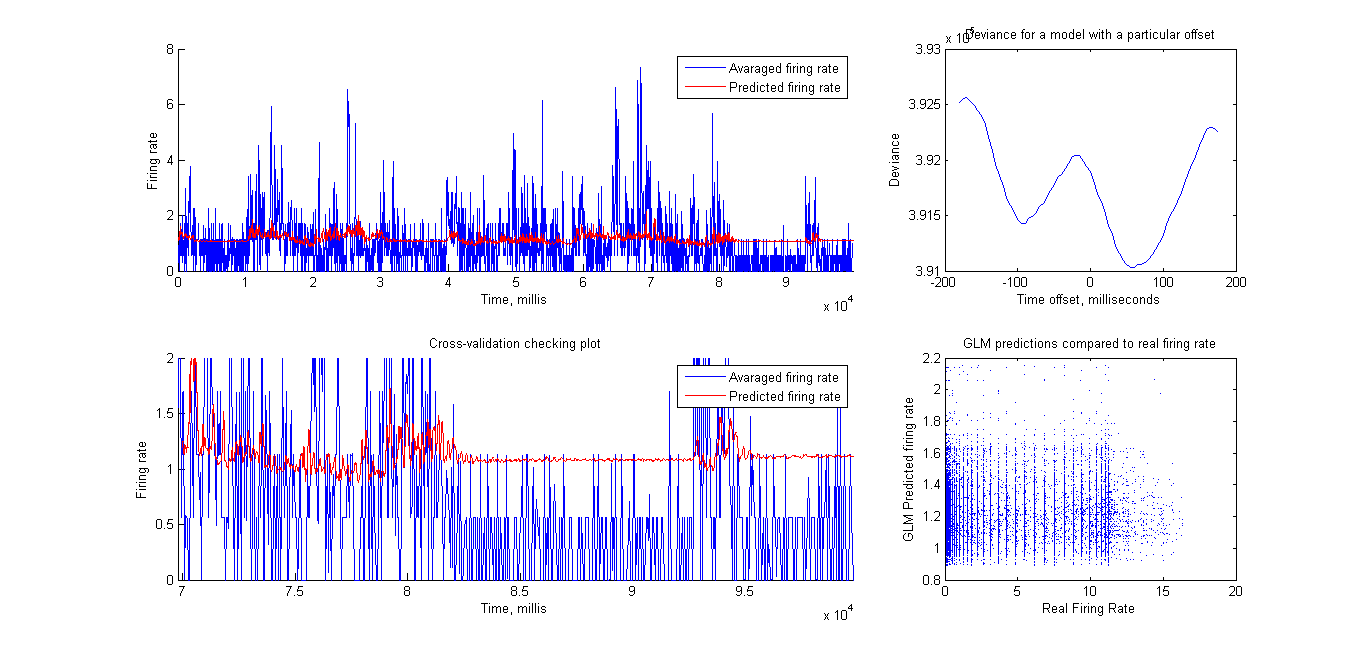 8
6
4
2
0
Firing rate
Avaraged firing rate
Predicted firing rate
0 1 2 3 4 5 6 7 8 9
Time, millis
x 10^4
Deviance for a model with a particular offset
x 10^5
3.93
3.925
3.92
3.915
3.91
Deviance
-200 -100 0 100 200
Time offset, milliseconds
Cross-validation checking plot
2
1.5
1
0.5
0
Firing rate
Avaraged firing rate
Predicted firing rate
7 7.5 8 8.5 9 9.5
Time, millis
x 10^4
GLM predictions compared to real firing rate
2.2
2
1.8
1.6
1.4
1.2
1
0.8
GLM Predicted firing rate
0 5 10 15 20
Real Firing Rate